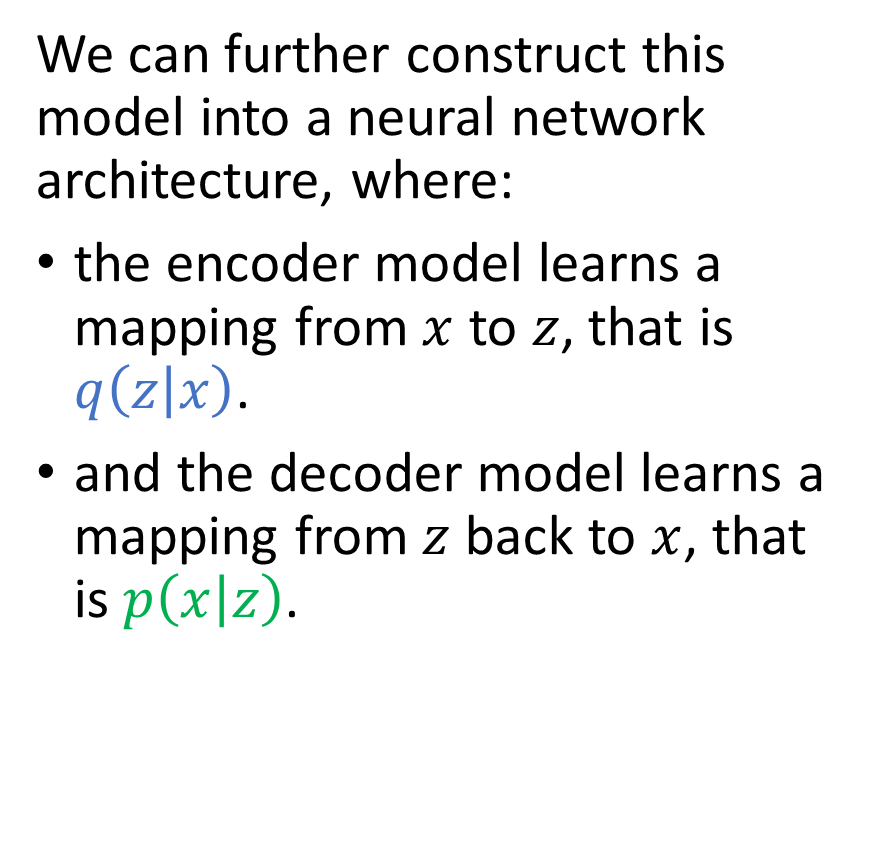 We can further construct this
model into a neural network
architecture, where:
• the encoder model learns a
mapping from x to z, that is
q(z|x).
• and the decoder model learns a
mapping from z back to x, that
is p(x|z).